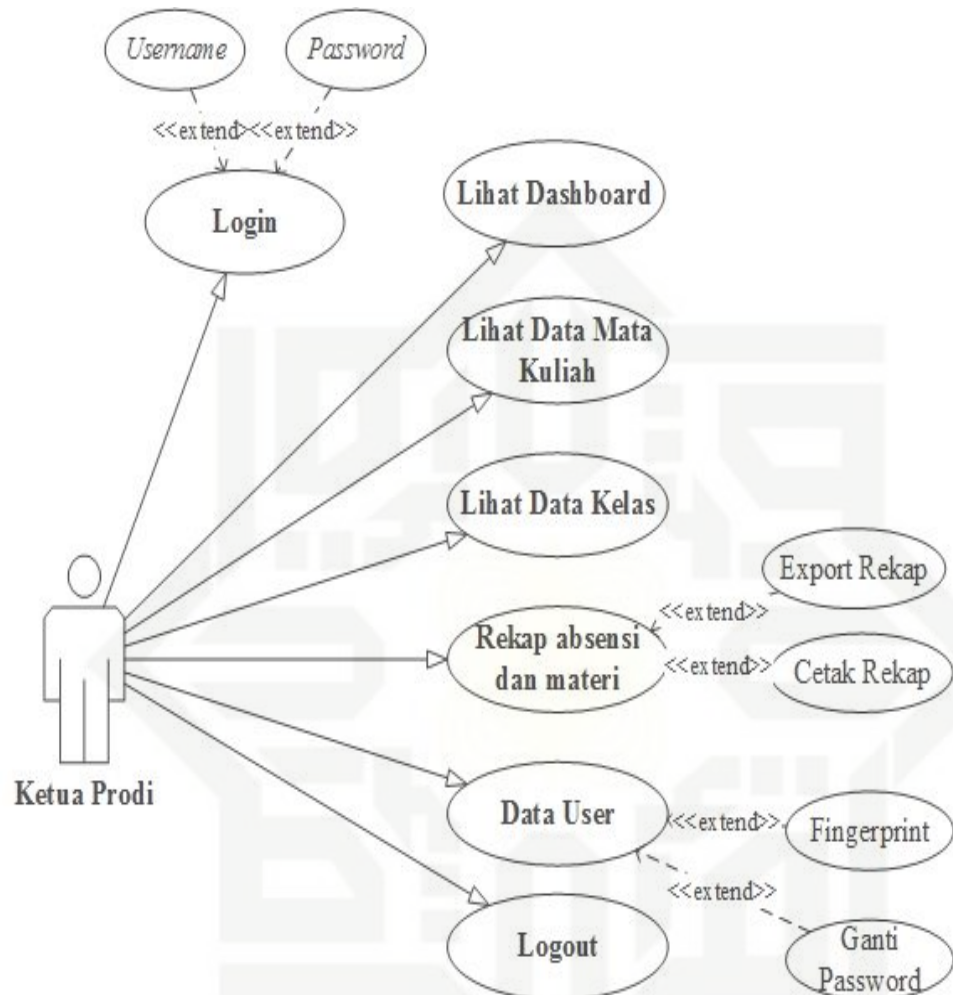 Username
Password
<<extend>>
<<extend>>
Login
Lihat Dashboard
Lihat Data Mata
Kuliah
Lihat Data Kelas
Export Rekap
<<extend>>
Rekap absensi
dan materi
<<extend>>
Cetak Rekap
Ketua Prodi
Data User
<<extend>>
Fingerprint
<<extend>>
Logout
Ganti
Password